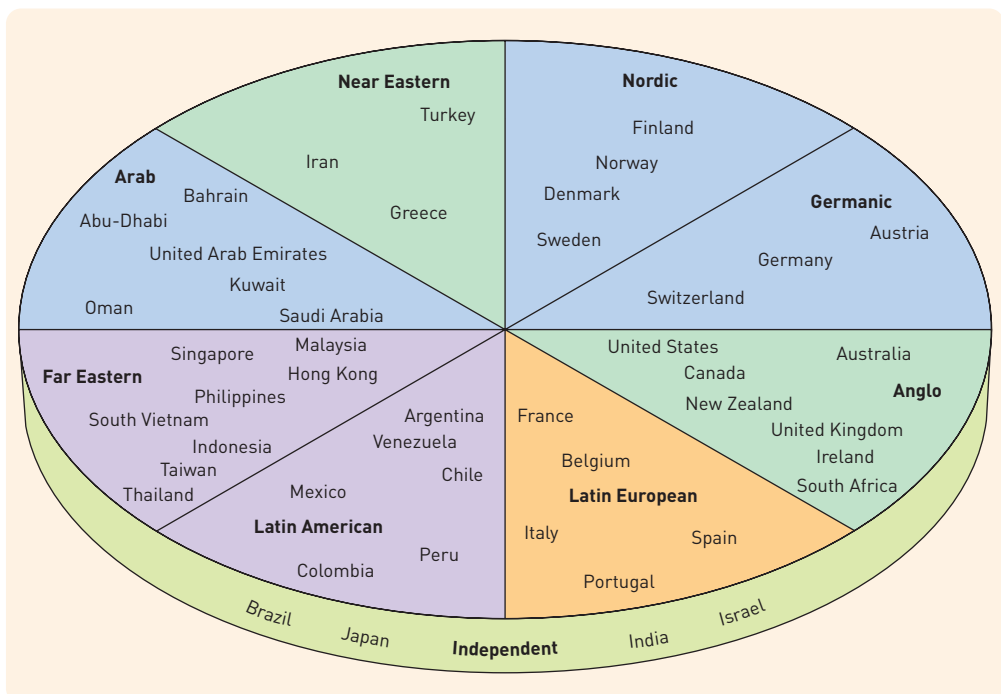 Near Eastern
Turkey
Iran
Greece
Nordic
Finland
Norway
Denmark
Sweden
Germanic
Austria
Germany
Switzerland
Arab
Bahrain
Abu-Dhabi
United Arab Emirates
Kuwait
Oman
Saudi Arabia
Far Eastern
Singapore
Malaysia
Hong Kong
Philippines
South Vietnam
Indonesia
Taiwan
Thailand
Latin American
Argentina
Venezuela
Chile
Mexico
Peru
Colombia
Latin European
France
Belgium
Italy
Spain
Portugal
Anglo
United States
Australia
Canada
New Zealand
United Kingdom
Ireland
South Africa
Brazil
Japan
Independent
India
Israel